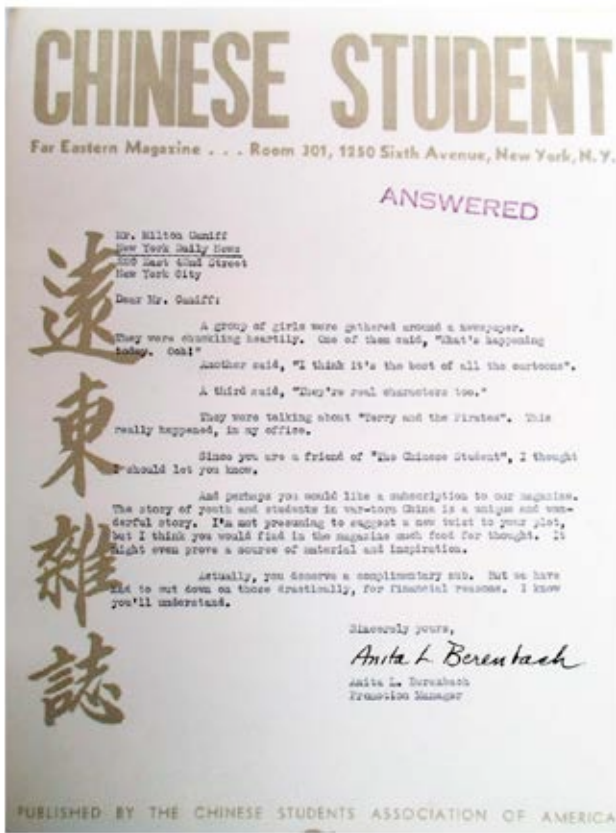 CHINESE STUDENT
Far Eastern Magazine . . . Room 301, 1250 Sixth Avenue, New York, N.Y.
ANSWERED
遠東雜誌
Mr. Milton Caniff
New York Daily News
220 East 42nd Street
New York City
Dear Mr. Caniff:
A group of girls were gathered around a newspaper.
They were chuckling heartily. One of them said, "What's happening
today. Ooh!"
Another said, "I think it's the best of all the cartoons".
A third said, "They're real characters too."
They were talking about "Terry and the Pirates". This
really happened, in my office.
Since you are a friend of "The Chinese Student", I thought
I should let you know.
And perhaps you would like a subscription to our magazine.
The story of youth and students in war-torn China is a unique and won-
derful story. I'm not presuming to suggest a new twist to your plot,
but I think you would find in the magazine much food for thought. It
might even prove a source of material and inspiration.
Actually, you deserve a complimentary sub. But we have
had to cut down on those drastically, for financial reasons. I know
you'll understand.
Sincerely yours,
Anita L Berenbach
Anita L. Berenbach
Promotion Manager
PUBLISHED BY THE CHINESE STUDENTS ASSOCIATION OF AMERICA